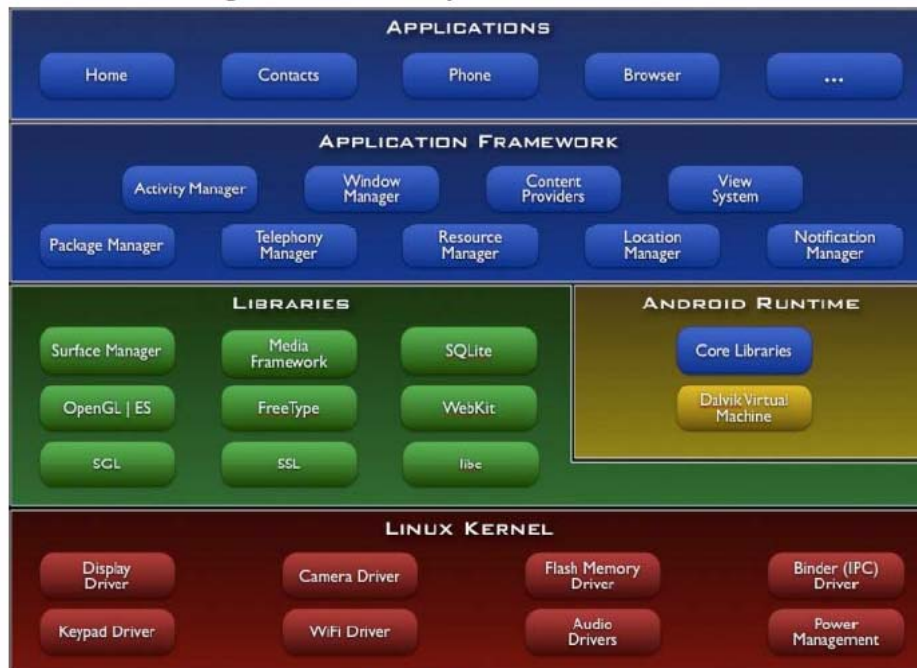 APPLICATIONS
Home
Contacts
Phone
Browser
...
APPLICATION FRAMEWORK
Activity Manager
Window
Manager
Content
Providers
View
System
Package Manager
Telephony
Manager
Resource
Manager
Location
Manager
Notification
Manager
LIBRARIES
Surface Manager
Media
Framework
SQLite
OpenGL | ES
FreeType
WebKit
SGL
SSL
libc
ANDROID RUNTIME
Core Libraries
Dalvik Virtual
Machine
LINUX KERNEL
Display
Driver
Camera Driver
Flash Memory
Driver
Binder (IPC)
Driver
Keypad Driver
WiFi Driver
Audio
Drivers
Power
Management